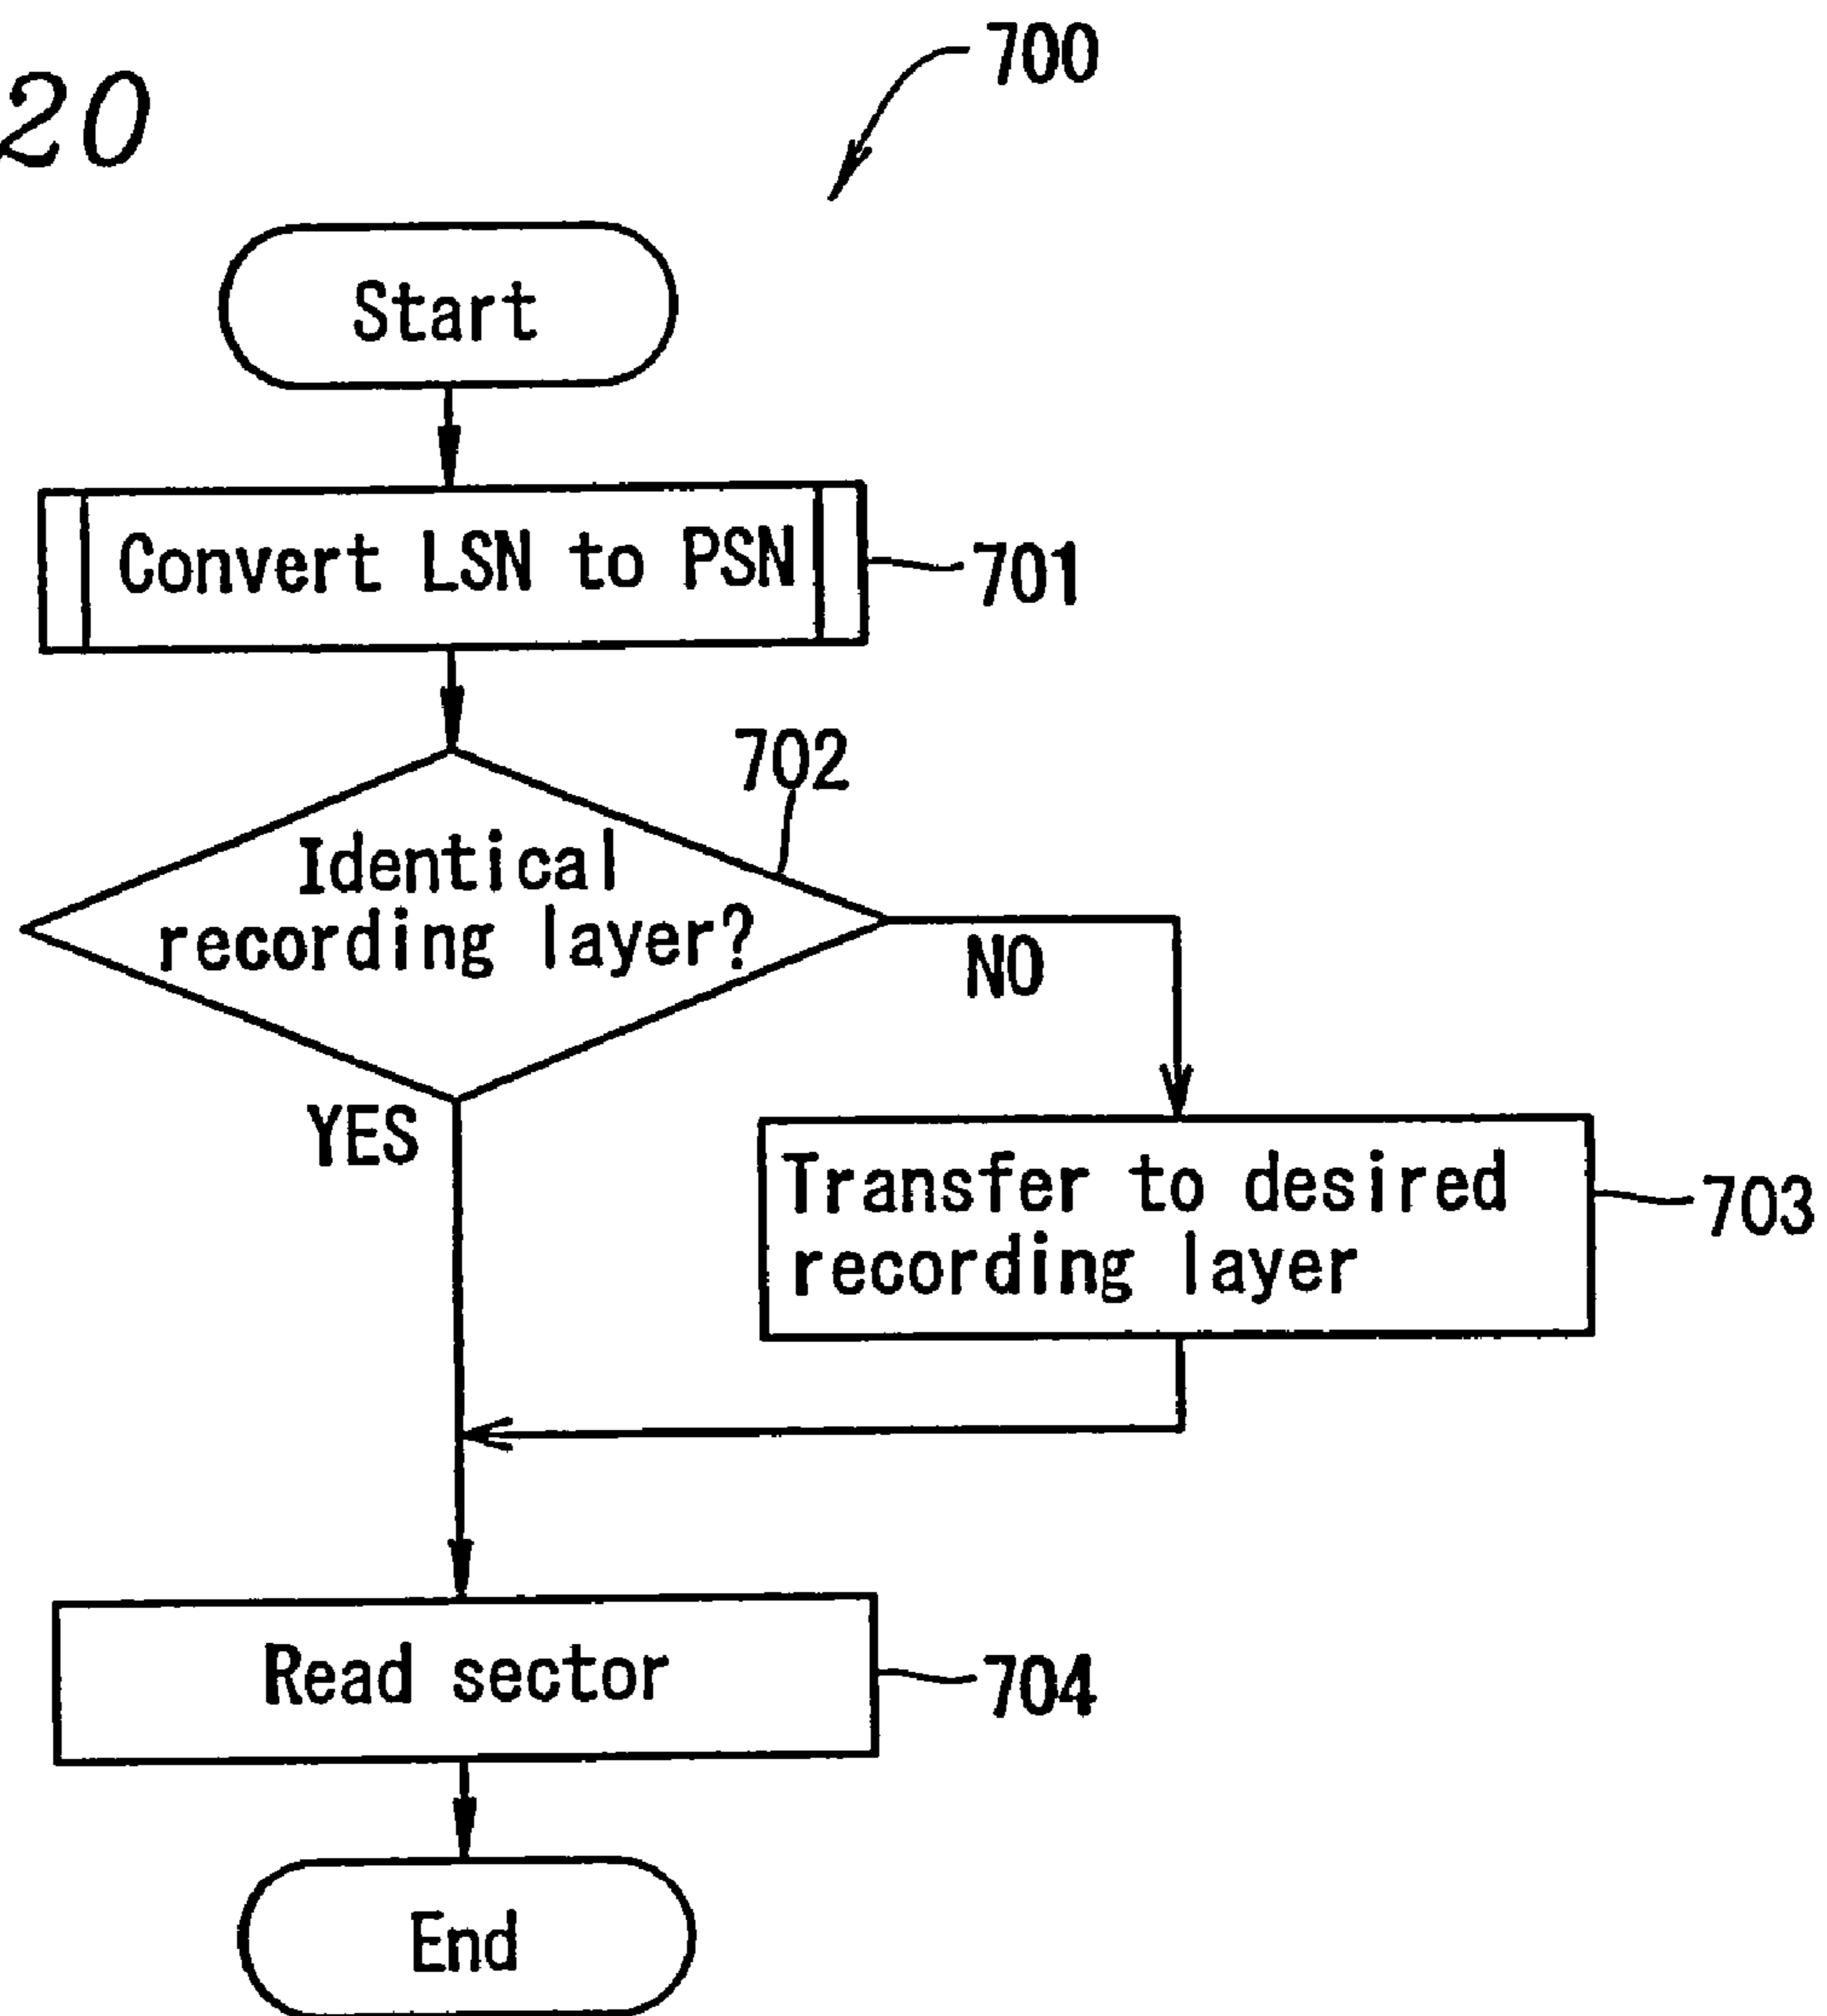 20
700
Start
Convert LSN to PSN
701
702
Identical
recording layer?
NO
YES
Transfer to desired
recording layer
703
Read sector
704
End